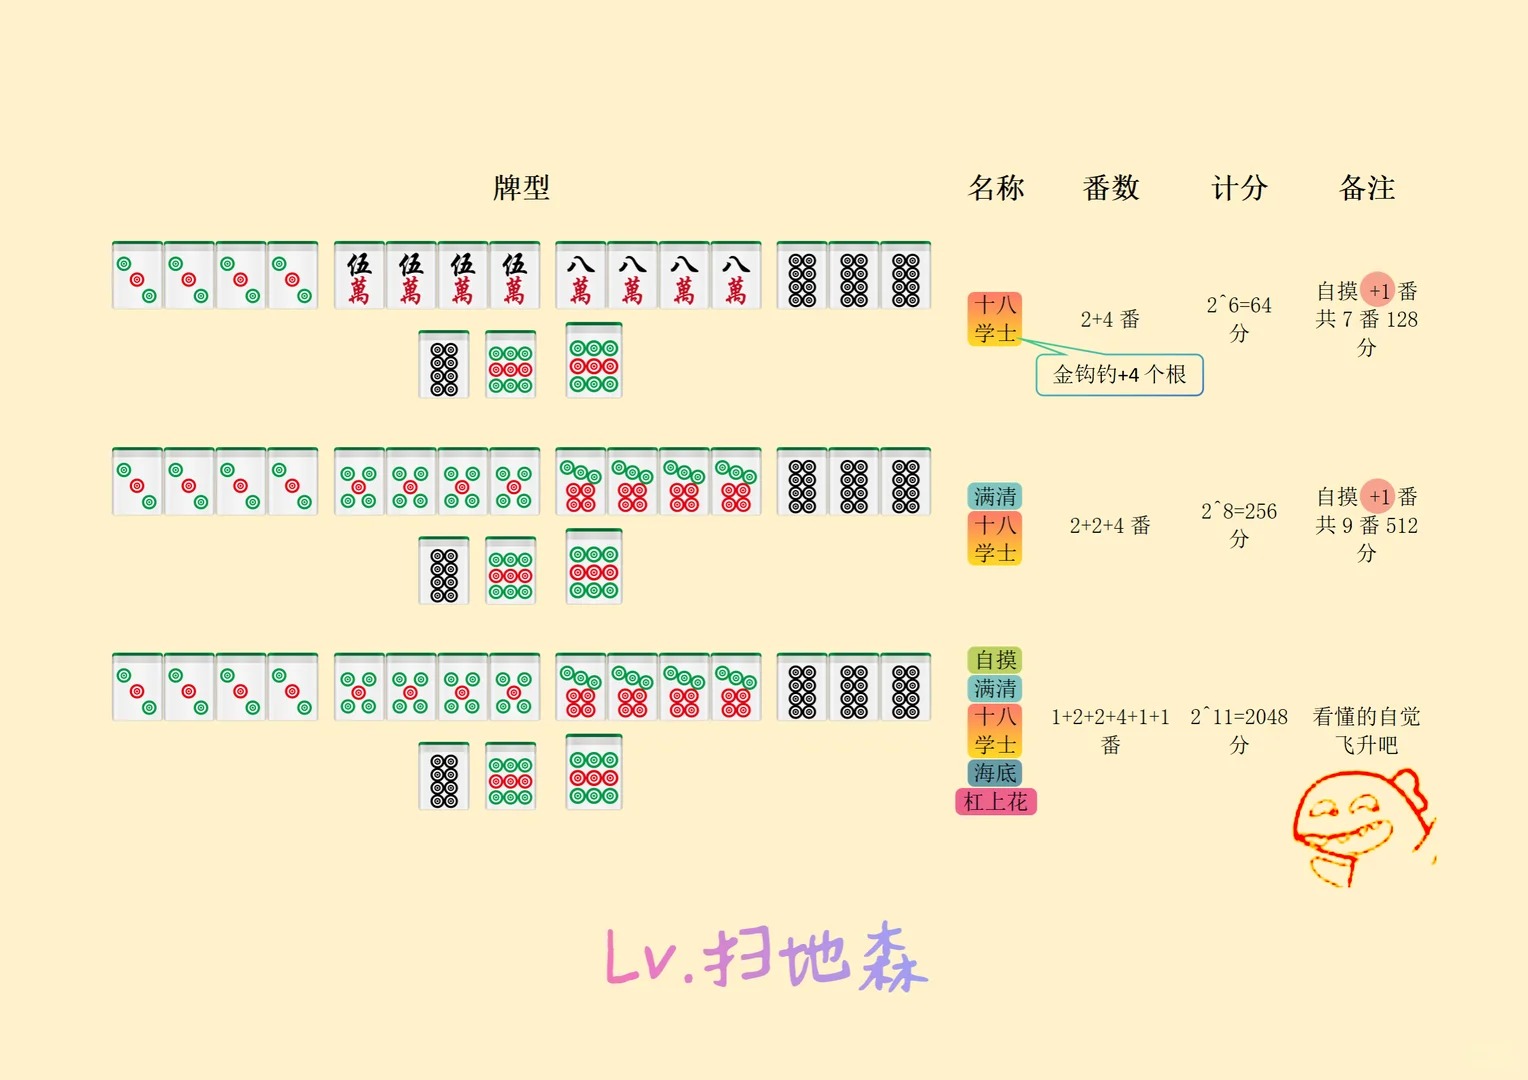 牌型 名称 番数 计分 备注
伍萬 伍萬 伍萬 伍萬 八萬 八萬 八萬 八萬
十八
学士
2+4 番
2^6=64
分
自摸 +1 番
共 7 番 128
分
金钩钓+4 个根
满清
十八
学士
2+2+4 番
2^8=256
分
自摸 +1 番
共 9 番 512
分
自摸
满清
十八
学士
海底
杠上花
1+2+2+4+1+1
番
2^11=2048
分
看懂的自觉
飞升吧
Lv.扫地森